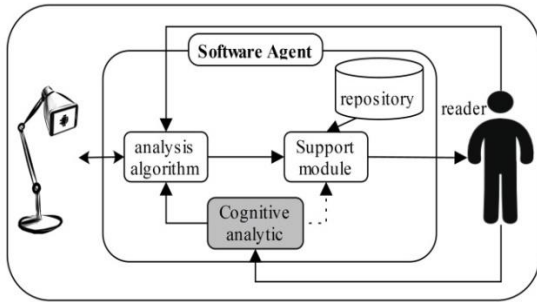 Software Agent
repository
reader
analysis
algorithm
Support
module
Cognitive
analytic